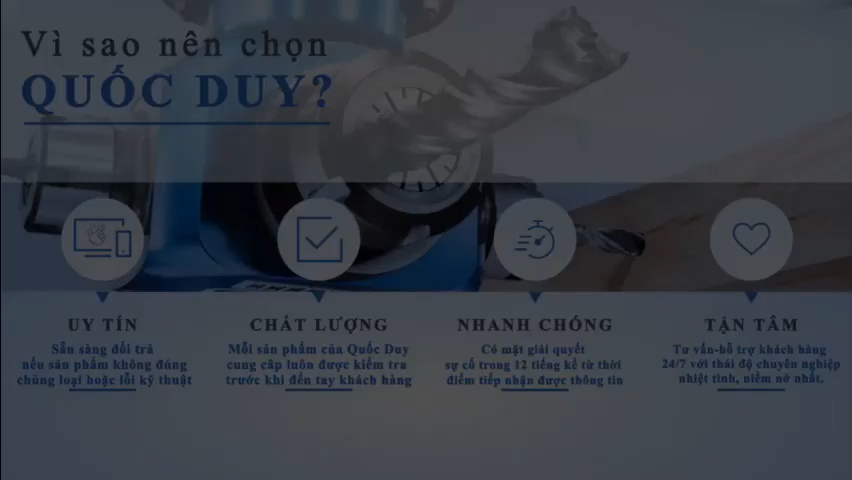 Vì sao nên chọn
QUỐC DUY?
UY TÍN
Sẵn sàng đổi trả
nếu sản phẩm không đúng
chủng loại hoặc lỗi kỹ thuật
CHẤT LƯỢNG
Mỗi sản phẩm của Quốc Duy
cung cấp luôn được kiểm tra
trước khi đến tay khách hàng
NHANH CHÓNG
Có mặt giải quyết
sự cố trong 12 tiếng kể từ thời
điểm tiếp nhận được thông tin
TẬN TÂM
Tư vấn-hỗ trợ khách hàng
24/7 với thái độ chuyên nghiệp
nhiệt tình, niềm nở nhất.